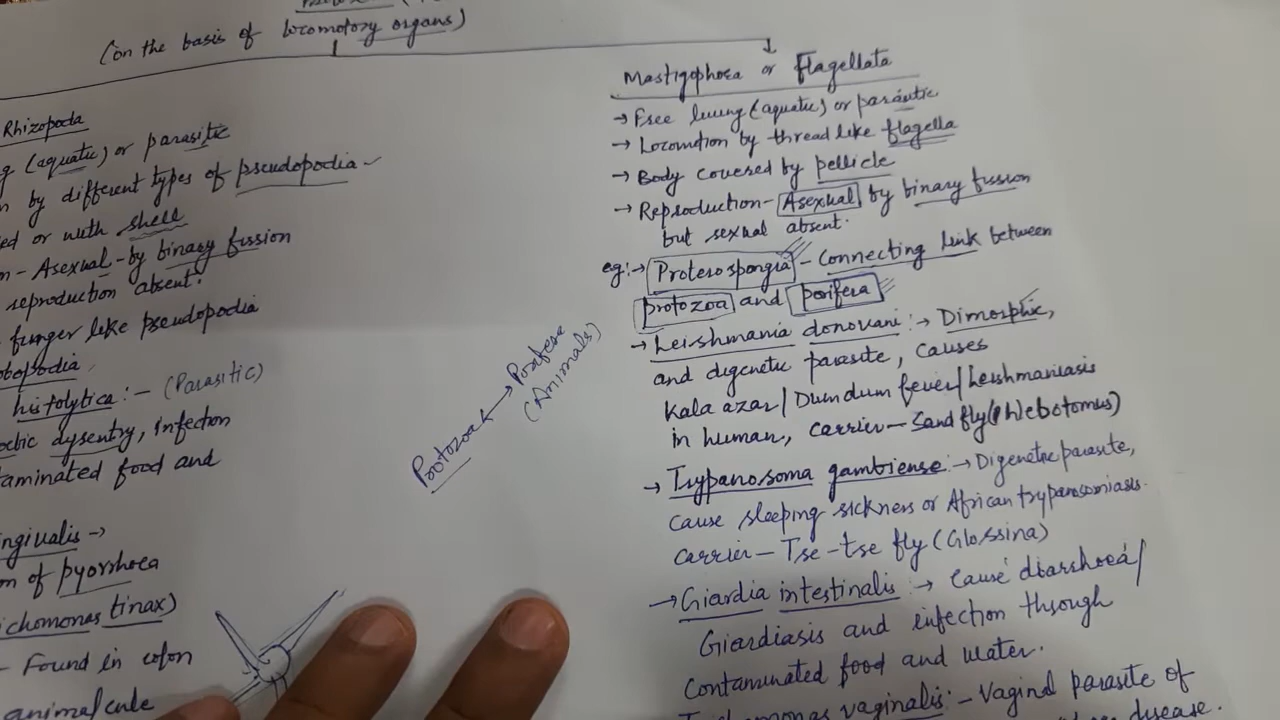 (on the basis of locomotory organs)
Rhizopoda
g (aquatic) or parasitic
n by different types of pseudopodia
ed or with shell
n - Asexual - by binary fission
reproduction absent.
finger like pseudopodia
obopodia
histolytica :- (Parasitic)
dysentry, infection
taminated food and
ngivalis →
m of pyorrhoea
ichomonas tinax)
- Found in colon
animalcule
Protozoa → Porifera
(Animals)
Mastigophora or Flagellata
→ Free living (aquatic) or parasitic
→ Locomotion by thread like flagella
→ Body covered by pellicle
→ Reproduction - Asexual by binary fission
but sexual absent.
eg:→ Proterospongia - Connecting link between
protozoa and porifera
→ Leishmania donovani :→ Dimorphic,
and digenetic parasite, causes
Kala azar / Dumdum fever / Leishmaniasis
in human, carrier - Sand fly (Phlebotomus)
→ Trypanosoma gambiense :→ Digenetic parasite,
cause sleeping sickness or African trypanosomiasis.
carrier - Tse-tse fly (Glossina)
→ Giardia intestinalis :→ Cause diarrhoea /
Giardiasis and infection through
contaminated food and water.
vaginalis :- Vaginal parasite of
disease.